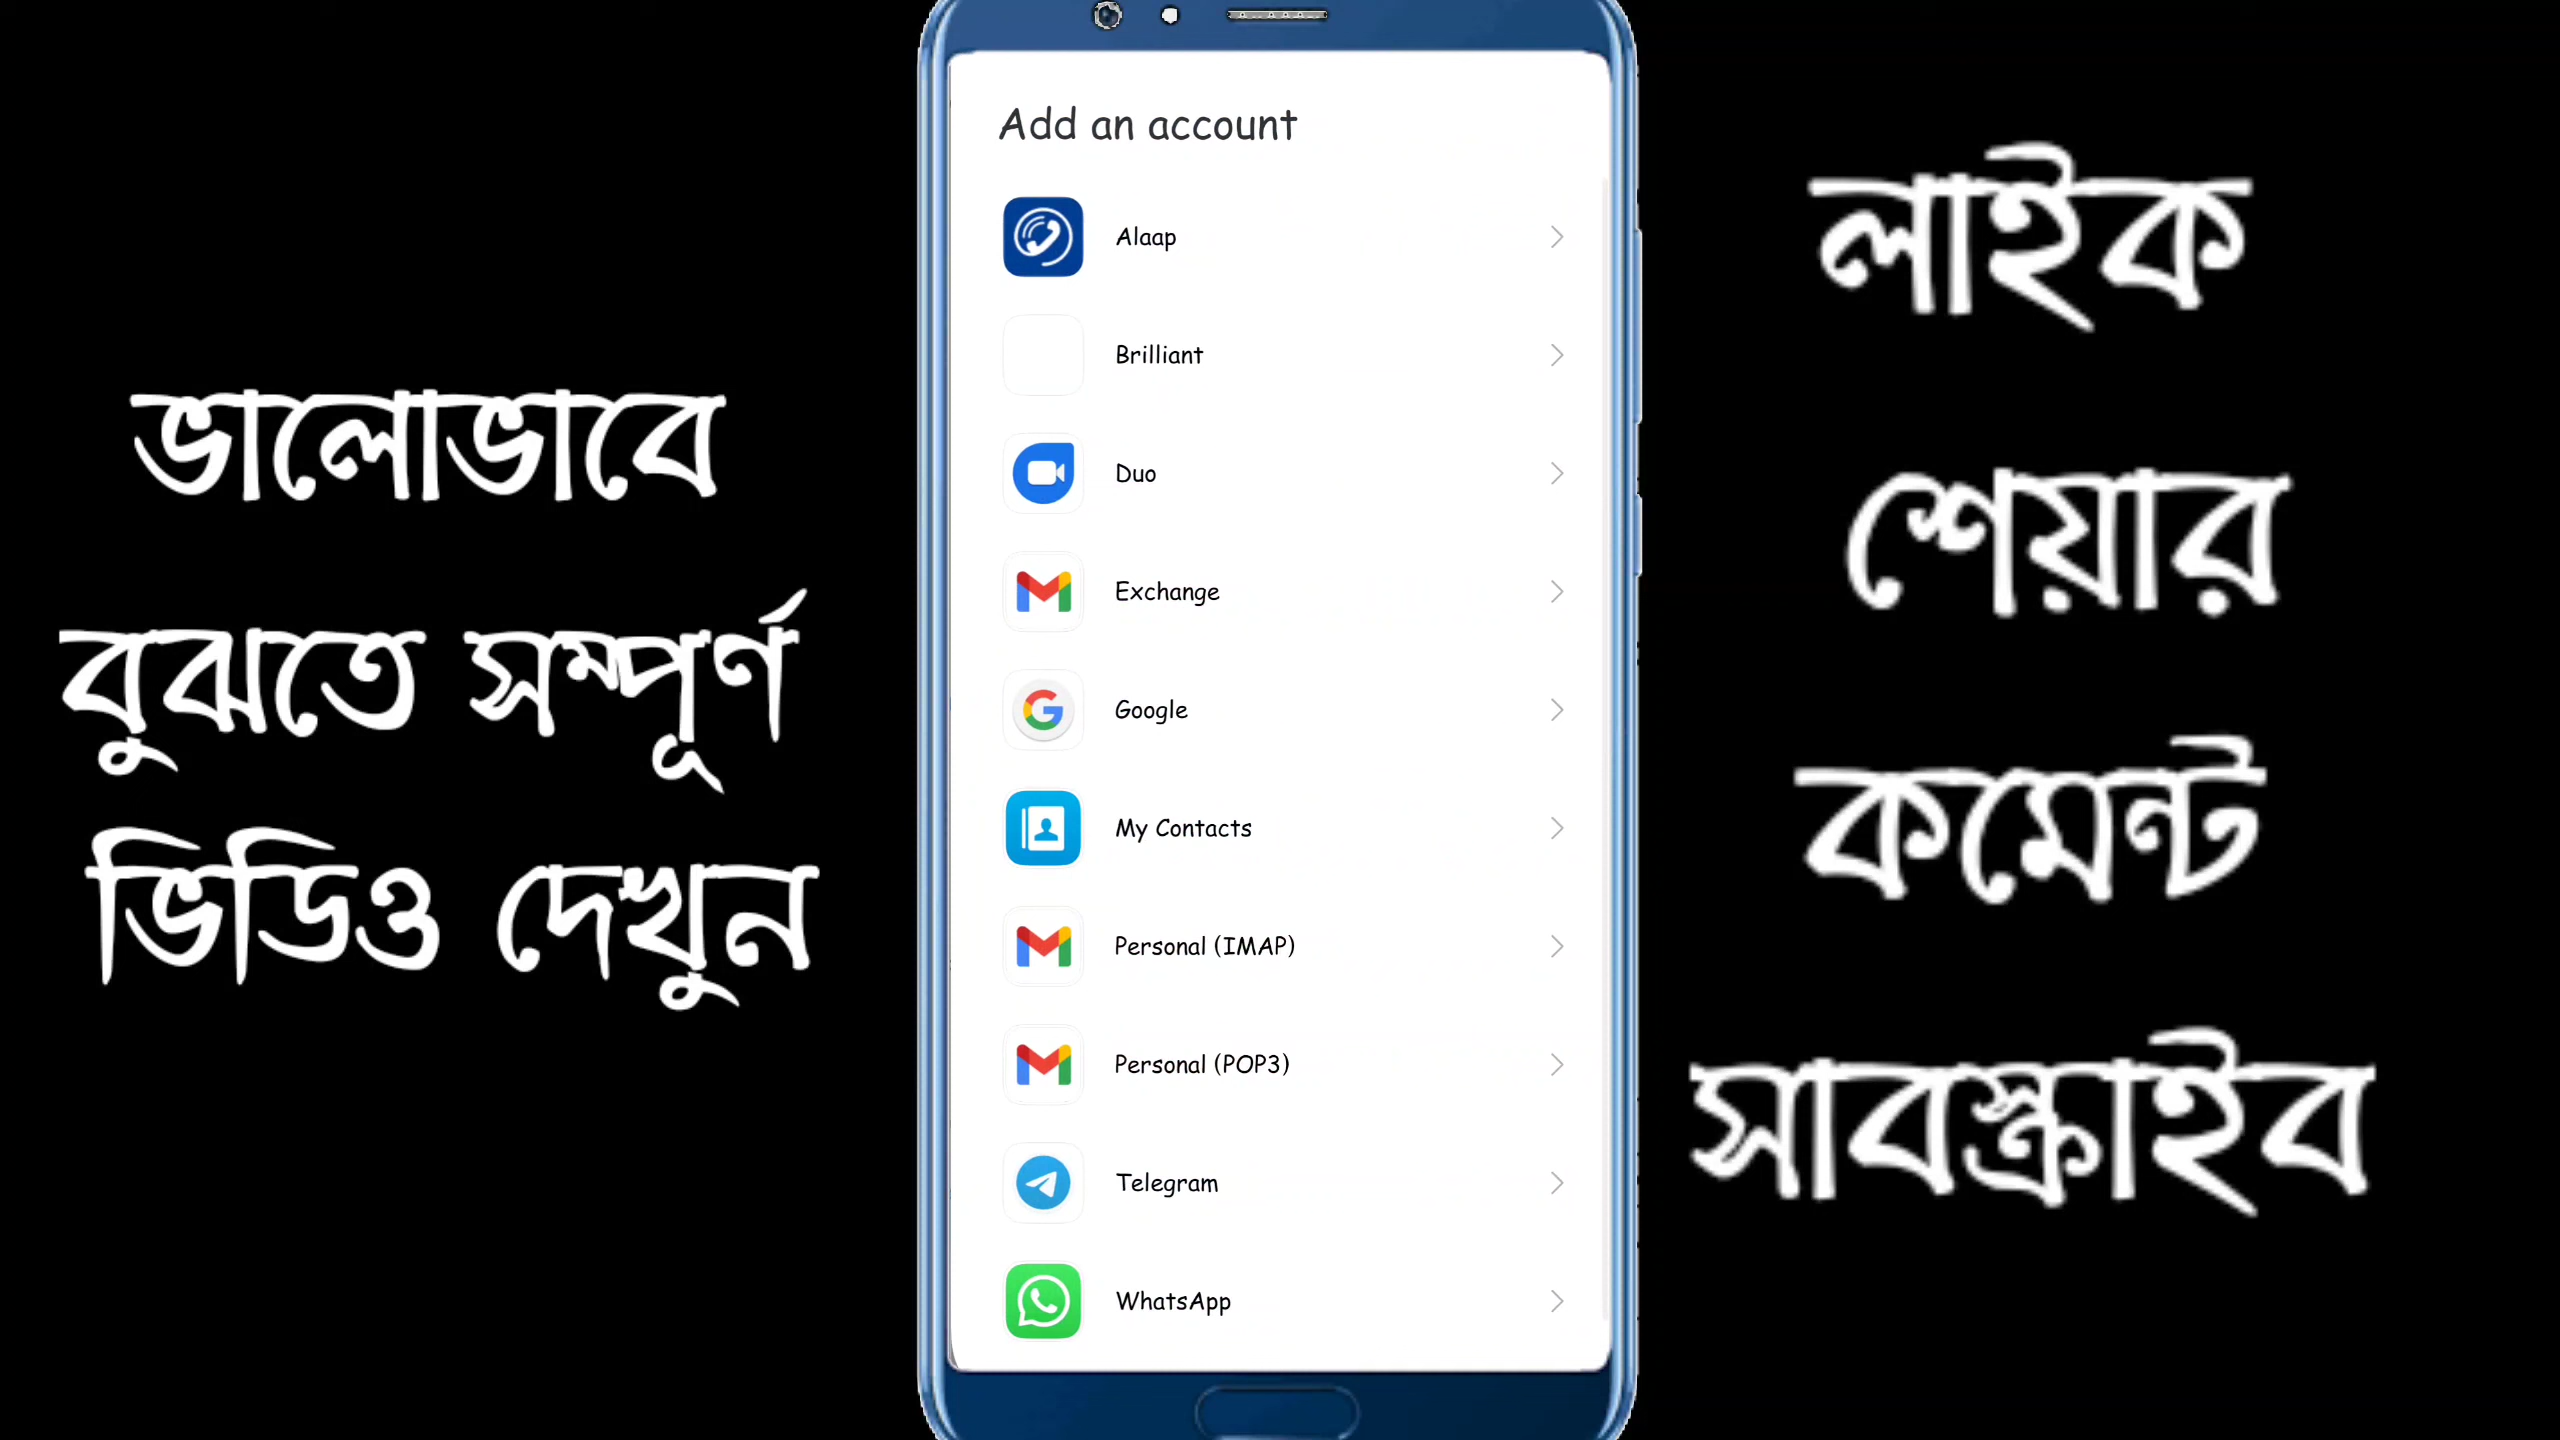 ভালোভাবে
বুঝতে সম্পূর্ণ
ভিডিও দেখুন
Add an account
Alaap
Brilliant
Duo
Exchange
Google
My Contacts
Personal (IMAP)
Personal (POP3)
Telegram
WhatsApp
লাইক
শেয়ার
কমেন্ট
সাবস্ক্রাইব